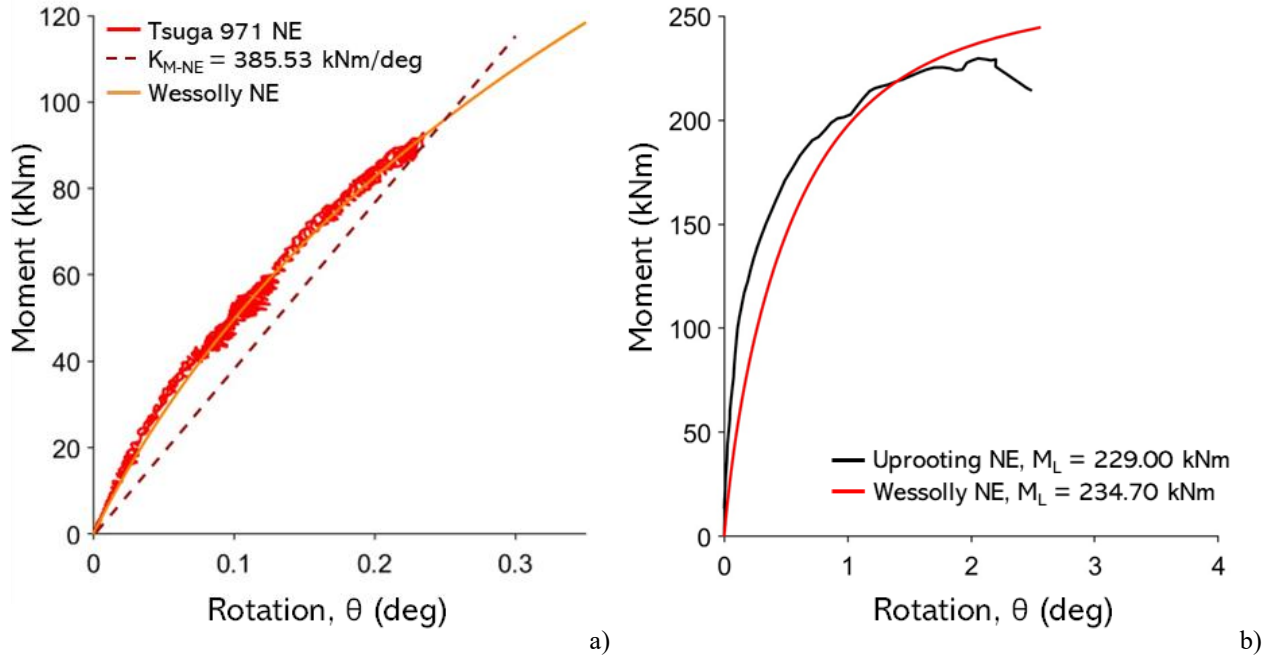 120
100
80
60
40
20
0
Moment (kNm)
Tsuga 971 NE
K_M-NE = 385.53 kNm/deg
Wessolly NE
0
0.1
0.2
0.3
Rotation, θ (deg)
a)
250
200
150
100
50
0
Moment (kNm)
Uprooting NE, M_L = 229.00 kNm
Wessolly NE, M_L = 234.70 kNm
0
1
2
3
4
Rotation, θ (deg)
b)